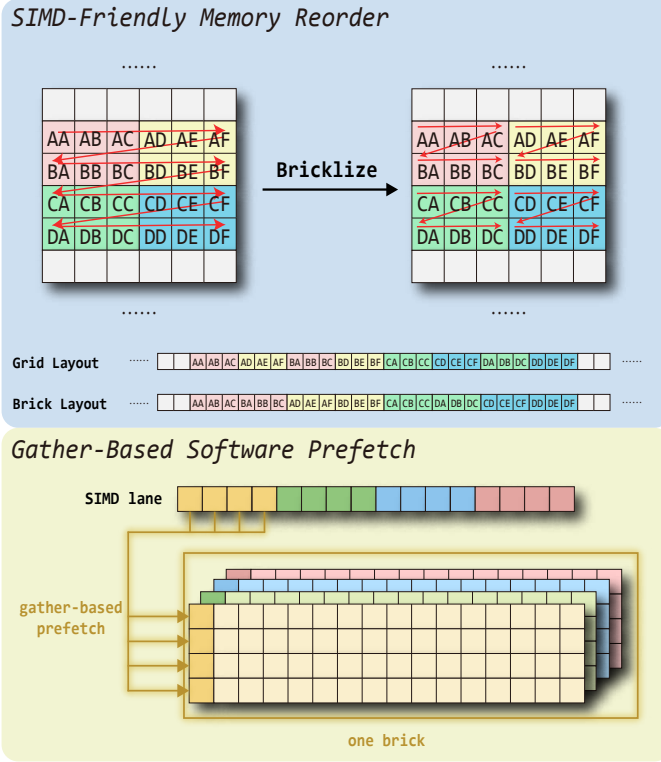 SIMD-Friendly Memory Reorder
...... ......
AA AB AC AD AE AF AA AB AC AD AE AF
BA BB BC BD BE BF Bricklize BA BB BC BD BE BF
CA CB CC CD CE CF CA CB CC CD CE CF
DA DB DC DD DE DF DA DB DC DD DE DF
...... ......
Grid Layout ...... AA AB AC AD AE AF BA BB BC BD BE BF CA CB CC CD CE CF DA DB DC DD DE DF ......
Brick Layout ...... AA AB AC BA BB BC AD AE AF BD BE BF CA CB CC DA DB DC CD CE CF DD DE DF ......
Gather-Based Software Prefetch
SIMD lane
gather-based
prefetch
one brick